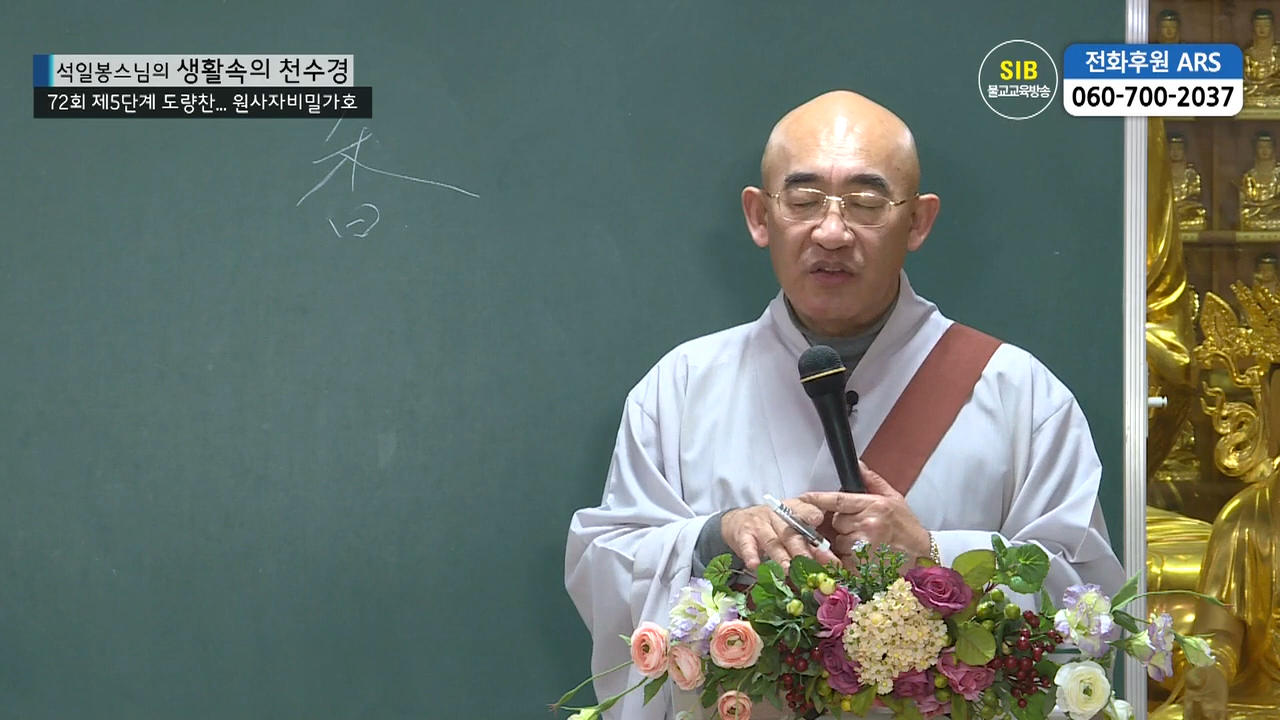 석일봉스님의 생활속의 천수경
72회 제5단계 도량찬... 원사자비밀가호
SIB
불교교육방송
전화후원 ARS
060-700-2037
香